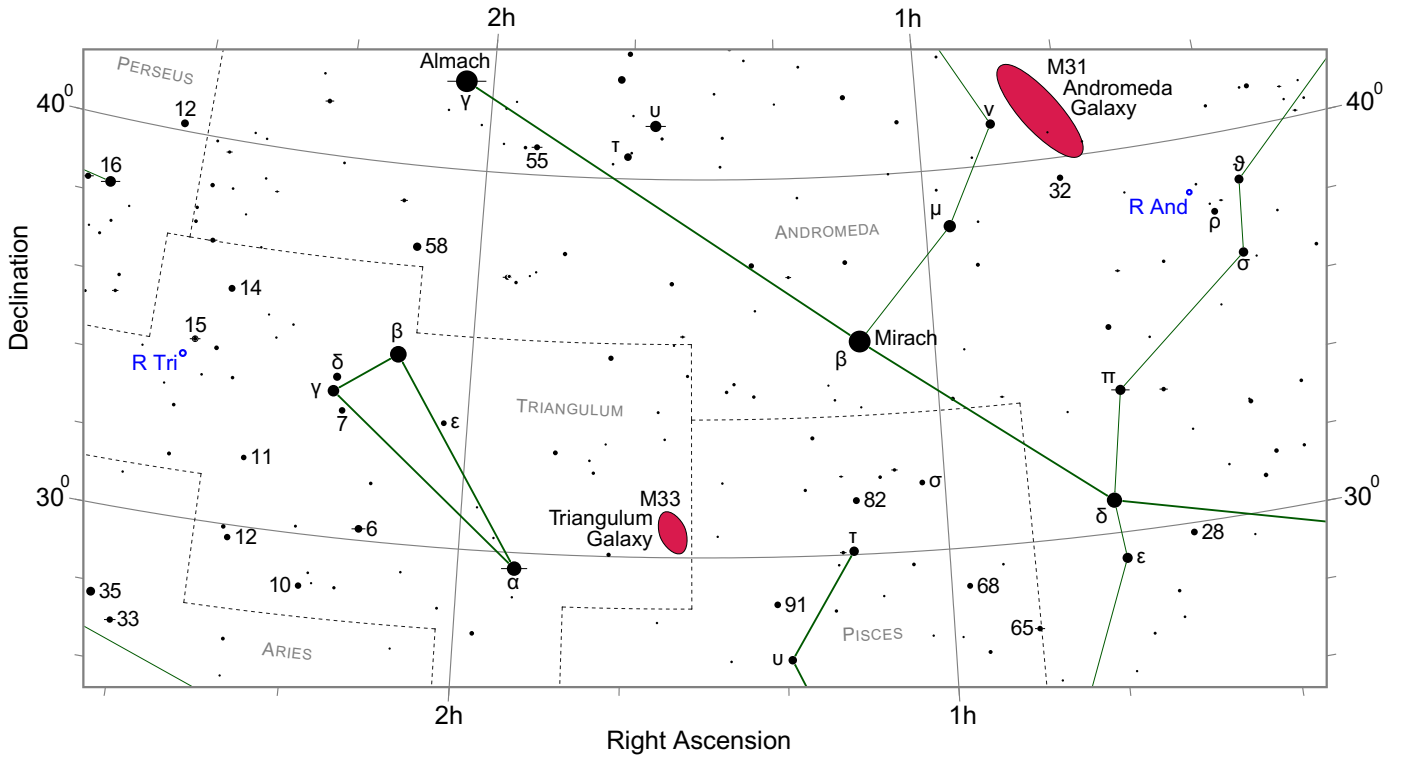 2h
1h
Almach
γ
M31
Andromeda
Galaxy
PERSEUS
40⁰
40⁰
12
υ
ν
τ
55
16
ϑ
32
R And
ρ
μ
ANDROMEDA
58
σ
14
15
β
Mirach
β
R Tri
δ
γ
7
π
TRIANGULUM
ε
11
σ
30⁰
M33
82
30⁰
Triangulum
Galaxy
δ
6
12
28
τ
ε
α
10
35
68
91
33
65
PISCES
ARIES
υ
2h
1h
Right Ascension
Declination